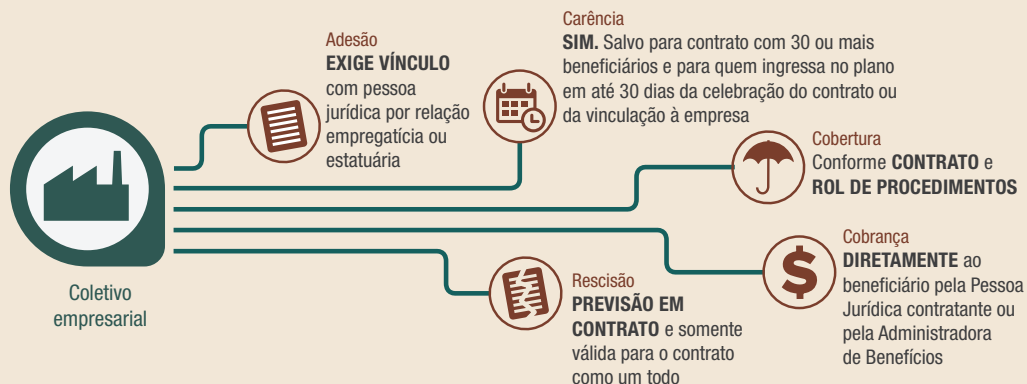 Coletivo
empresarial
Adesão
EXIGE VÍNCULO
com pessoa
jurídica por relação
empregatícia ou
estatuária
Carência
SIM. Salvo para contrato com 30 ou mais
beneficiários e para quem ingressa no plano
em até 30 dias da celebração do contrato ou
da vinculação à empresa
Cobertura
Conforme CONTRATO e
ROL DE PROCEDIMENTOS
Cobrança
DIRETAMENTE ao
beneficiário pela Pessoa
Jurídica contratante ou
pela Administradora
de Benefícios
Rescisão
PREVISÃO EM
CONTRATO e somente
válida para o contrato
como um todo